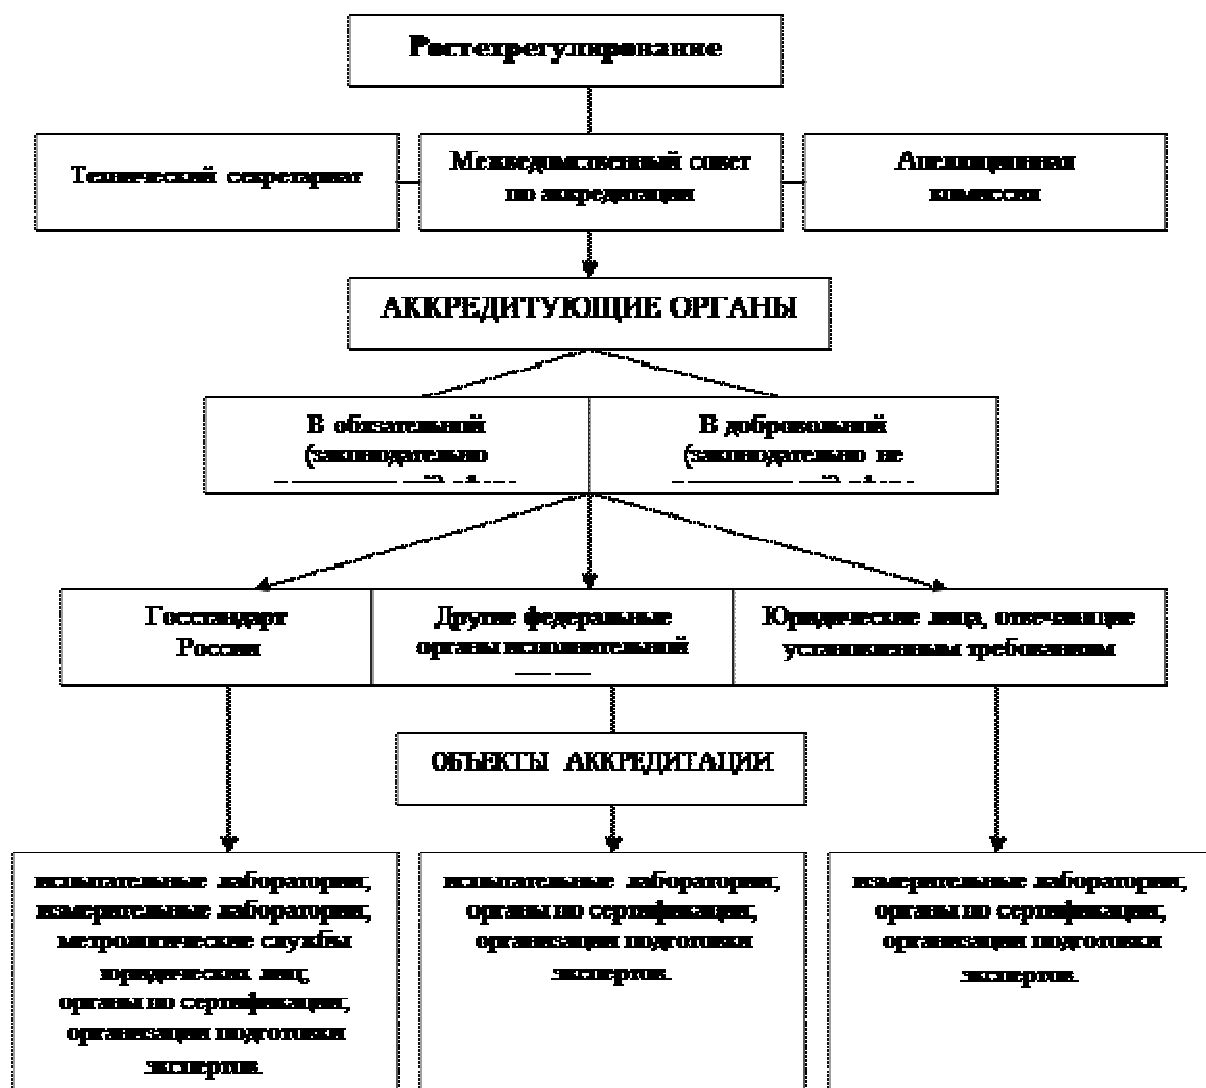 Ростехрегулирование
Технический секретариат
Межведомственный совет
по аккредитации
Апелляционная
комиссия
АККРЕДИТУЮЩИЕ ОРГАНЫ
В обязательной
(законодательно
В добровольной
(законодательно не
Госстандарт
России
Другие федеральные
органы исполнительной
Юридические лица, отвечающие
установленным требованиям
ОБЪЕКТЫ АККРЕДИТАЦИИ
испытательные лаборатории;
измерительные лаборатории;
метрологические службы
юридических лиц;
органы по сертификации;
организации подготовки
экспертов.
испытательные лаборатории;
органы по сертификации;
организации подготовки
экспертов.
измерительные лаборатории;
органы по сертификации;
организации подготовки
экспертов.